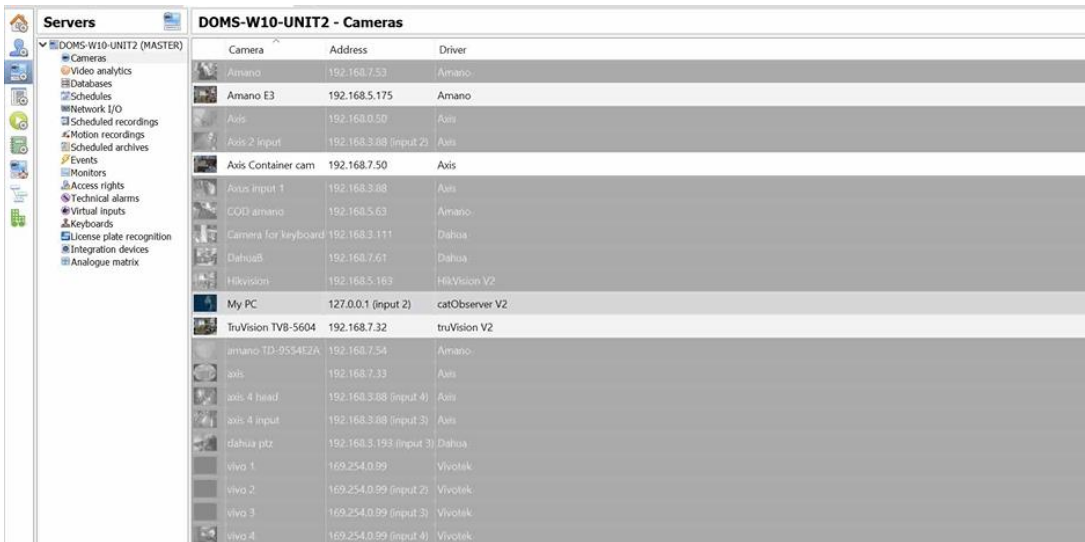 Servers
DOMS-W10-UNIT2 (MASTER)
Cameras
Video analytics
Databases
Schedules
Network I/O
Scheduled recordings
Motion recordings
Scheduled archives
Events
Monitors
Access rights
Technical alarms
Virtual inputs
Keyboards
License plate recognition
Integration devices
Analogue matrix
DOMS-W10-UNIT2 - Cameras
Camera Address Driver
Amano 192.168.7.53 Amano
Amano E3 192.168.5.175 Amano
Axis 192.168.0.50 Axis
Axis 2 input 192.168.3.88 (input 2) Axis
Axis Container cam 192.168.7.50 Axis
Axus input 1 192.168.3.88 Axis
COD amano 192.168.5.63 Amano
Camera for keyboard 192.168.3.111 Dahua
Dahua8 192.168.7.61 Dahua
Hikvision 192.168.5.163 HikVision V2
My PC 127.0.0.1 (input 2) catObserver V2
TruVision TVB-5604 192.168.7.32 truVision V2
amano TD-9554E2A 192.168.7.54 Amano
axis 192.168.7.33 Axis
axis 4 head 192.168.3.88 (input 4) Axis
axis 4 input 192.168.3.88 (input 3) Axis
dahua ptz 192.168.3.193 (input 3) Dahua
vivo 1 169.254.0.99 Vivotek
vivo 2 169.254.0.99 (input 2) Vivotek
vivo 3 169.254.0.99 (input 3) Vivotek
vivo 4 169.254.0.99 (input 4) Vivotek